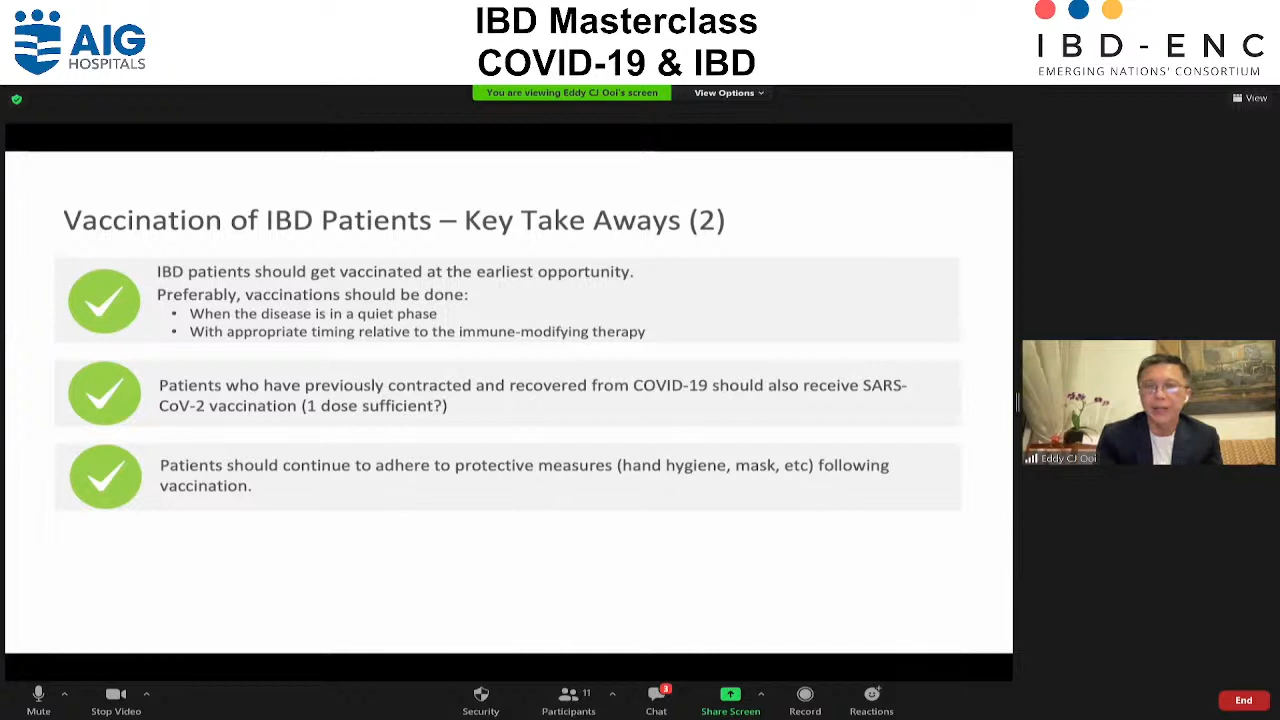 AIG
HOSPITALS
IBD Masterclass
COVID-19 & IBD
IBD-ENC
EMERGING NATIONS' CONSORTIUM
You are viewing Eddy CJ Ooi's screen
View Options
View
Vaccination of IBD Patients – Key Take Aways (2)
IBD patients should get vaccinated at the earliest opportunity.
Preferably, vaccinations should be done:
• When the disease is in a quiet phase
• With appropriate timing relative to the immune-modifying therapy
Patients who have previously contracted and recovered from COVID-19 should also receive SARS-
CoV-2 vaccination (1 dose sufficient?)
Patients should continue to adhere to protective measures (hand hygiene, mask, etc) following
vaccination.
Eddy CJ Ooi
Mute
Stop Video
Security
11
Participants
3
Chat
Share Screen
Record
Reactions
End